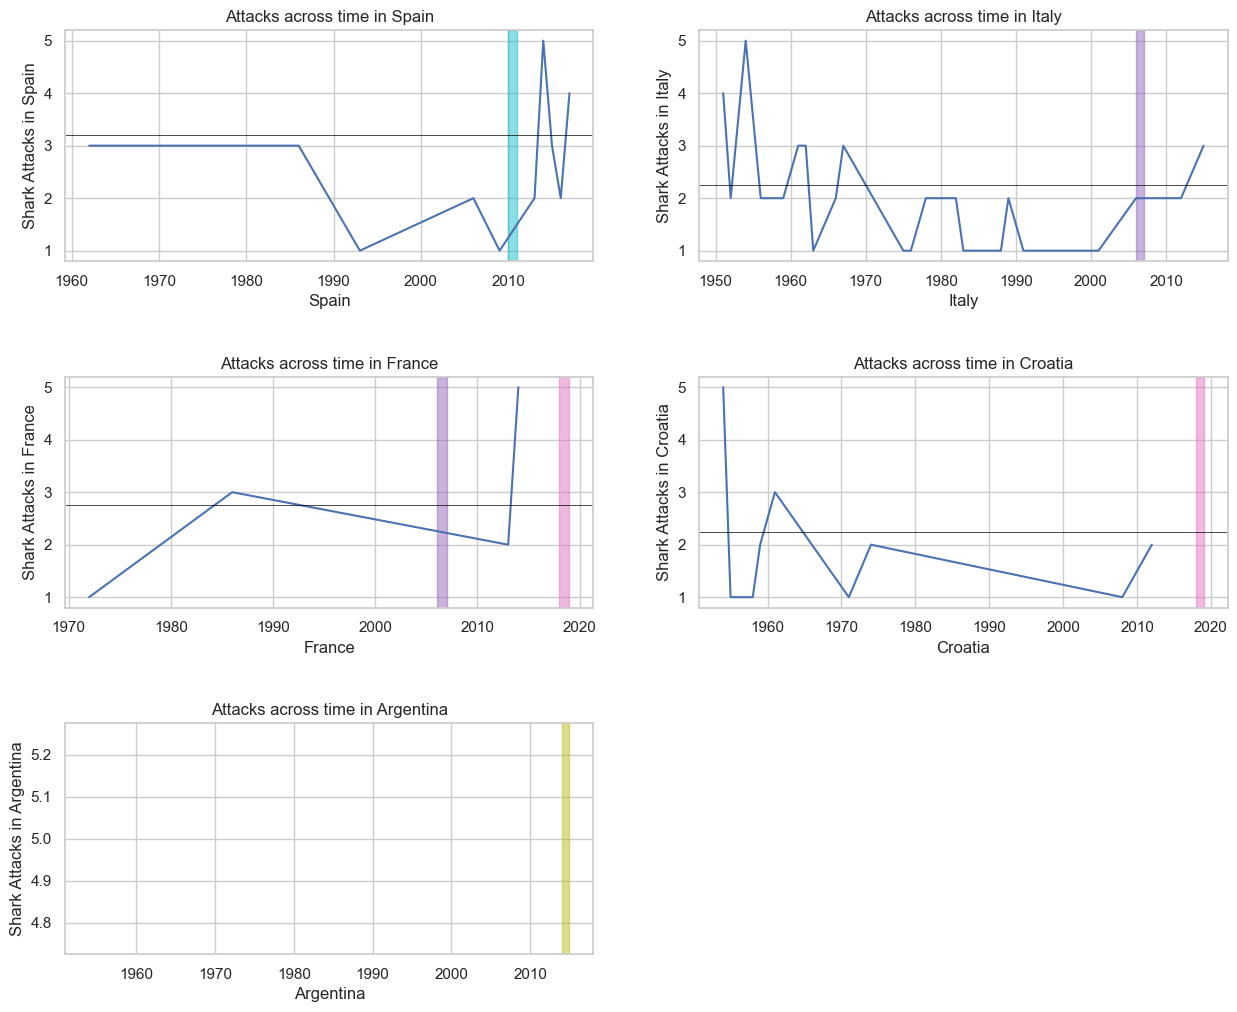 Attacks across time in Spain
Shark Attacks in Spain
5
4
3
2
1
1960 1970 1980 1990 2000 2010
Spain
Attacks across time in Italy
Shark Attacks in Italy
5
4
3
2
1
1950 1960 1970 1980 1990 2000 2010
Italy
Attacks across time in France
Shark Attacks in France
5
4
3
2
1
1970 1980 1990 2000 2010 2020
France
Attacks across time in Croatia
Shark Attacks in Croatia
5
4
3
2
1
1960 1970 1980 1990 2000 2010 2020
Croatia
Attacks across time in Argentina
Shark Attacks in Argentina
5.2
5.1
5.0
4.9
4.8
1960 1970 1980 1990 2000 2010
Argentina